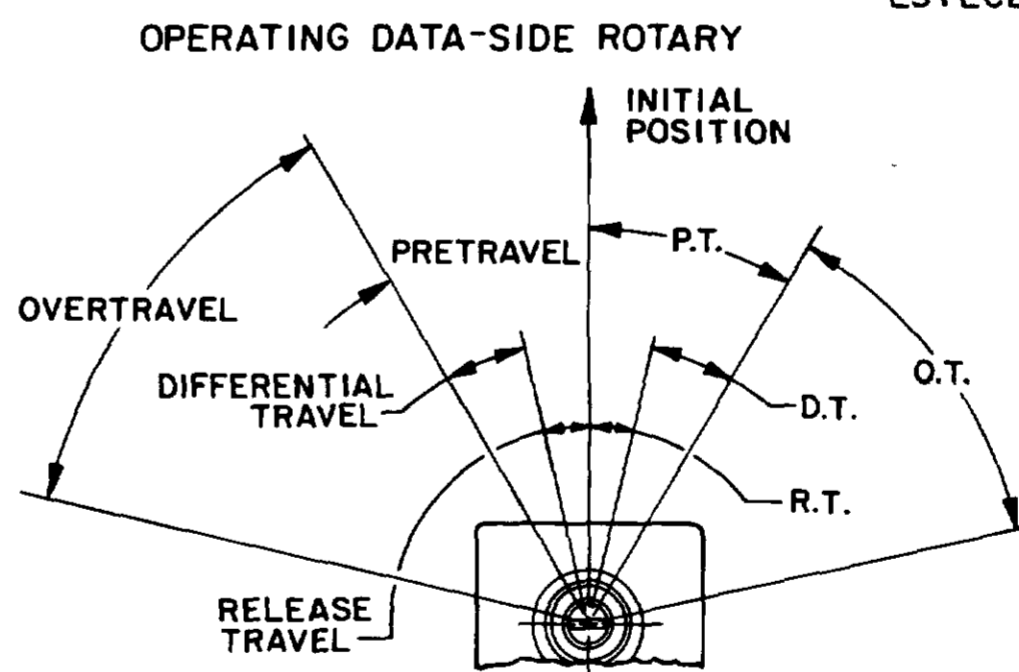 OPERATING DATA-SIDE ROTARY
INITIAL
POSITION
PRETRAVEL
P.T.
OVERTRAVEL
O.T.
DIFFERENTIAL
TRAVEL
D.T.
R.T.
RELEASE
TRAVEL